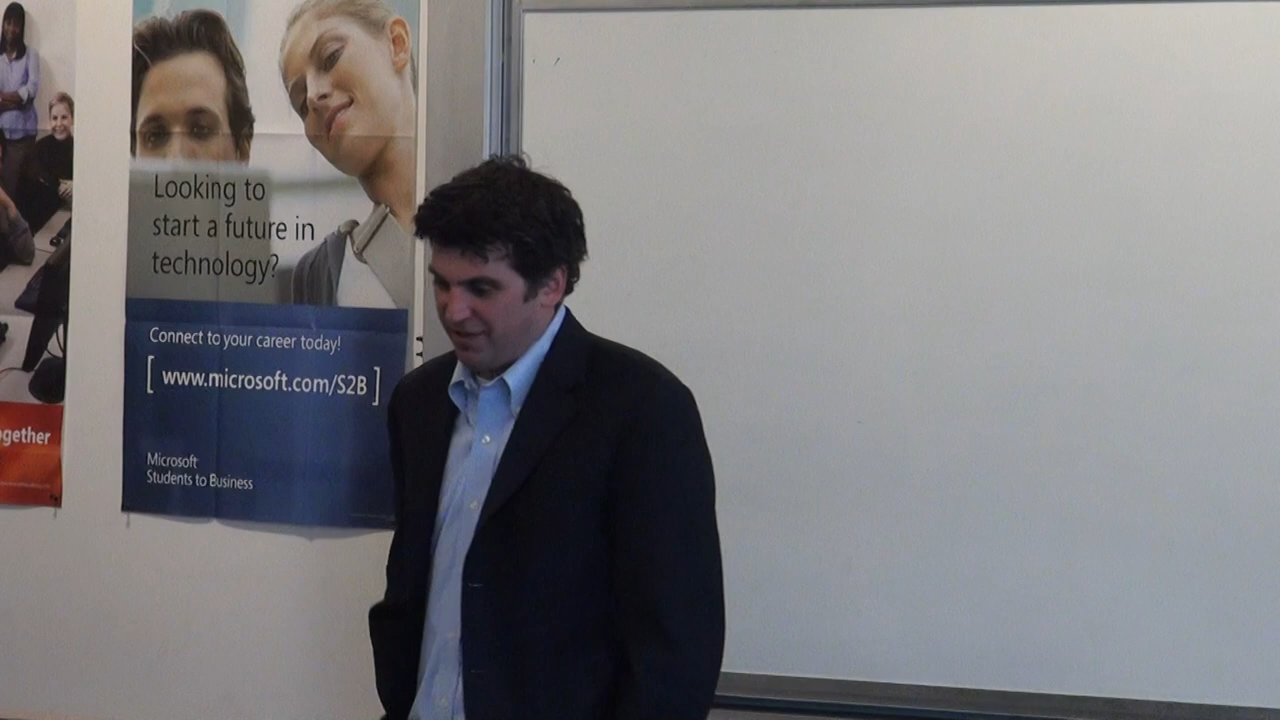 Looking to
start a future in
technology?
Connect to your career today!
[ www.microsoft.com/S2B ]
Microsoft
Students to Business
ogether